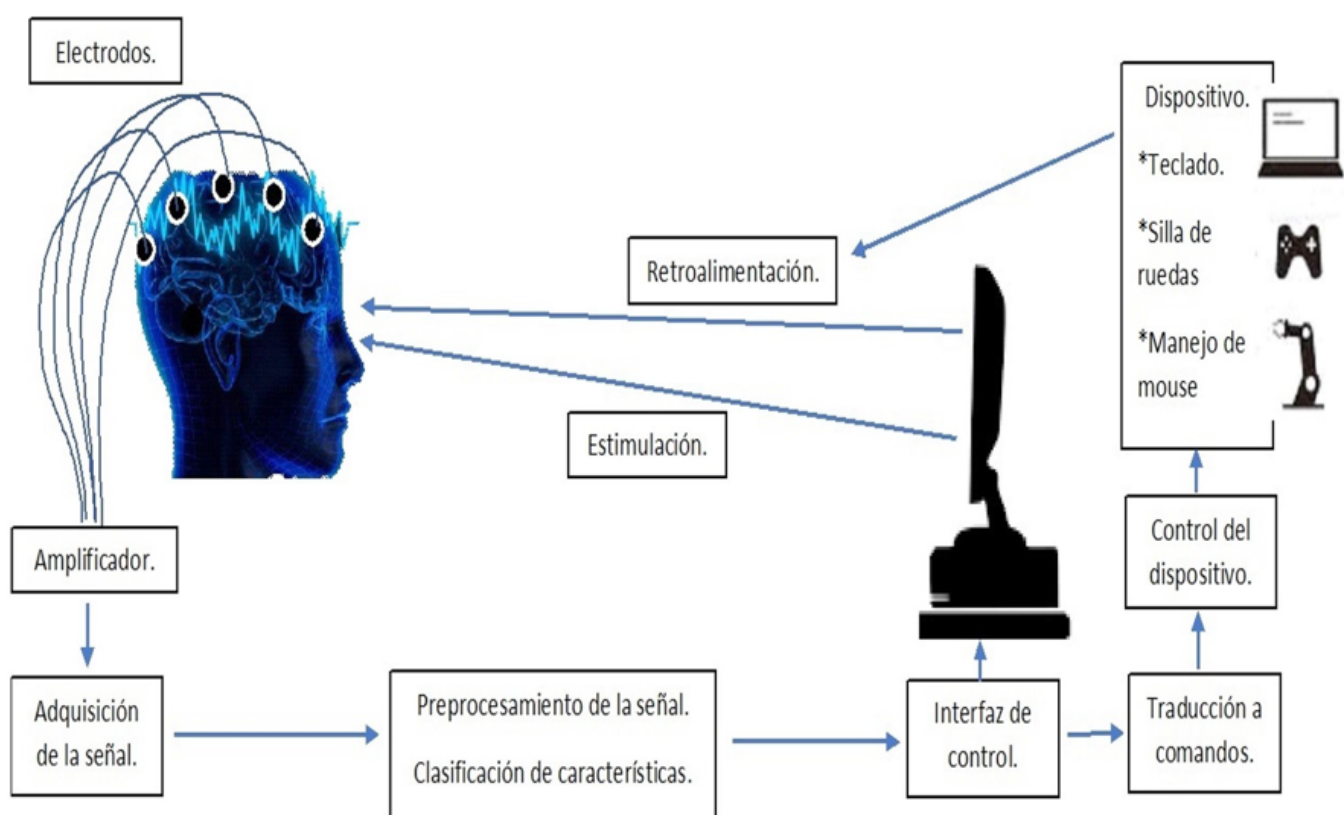 Electrodos.
Dispositivo.
*Teclado.
*Silla de
ruedas
*Manejo de
mouse
Retroalimentación.
Estimulación.
Amplificador.
Control del
dispositivo.
Adquisición
de la señal.
Preprocesamiento de la señal.
Clasificación de características.
Interfaz de
control.
Traducción a
comandos.